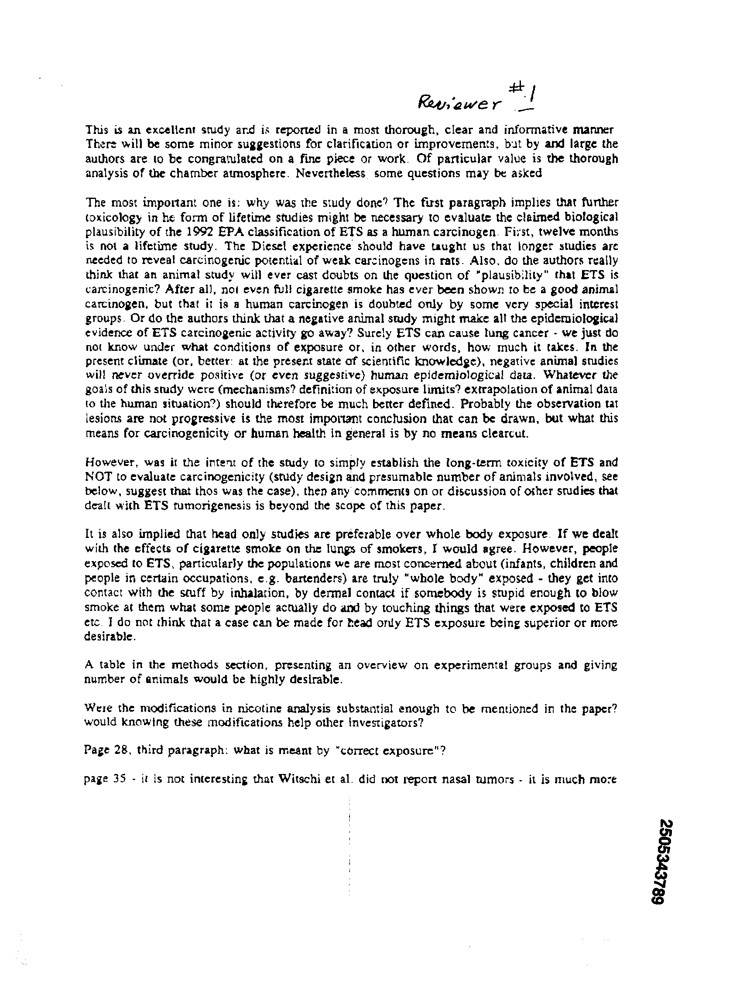 Reviewer #1
This is an excellent study and is reported in a most thorough, clear and informative manner
There will be some minor suggestions for clarification or improvements, but by and large the
authors are to be congratulated on a fine piece or work. Of particular value is the thorough
analysis of the chamber atmosphere. Nevertheless some questions may be asked
The most important one is: why was the study done? The first paragraph implies that further
toxicology in he form of lifetime studies might be necessary to evaluate the claimed biological
plausibility of the 1992 EPA classification of ETS as a human carcinogen. First, twelve months
is not a lifetime study. The Diesel experience should have taught us that longer studies are
needed to reveal carcinogenic potential of weak carcinogens in rats. Also, do the authors really
think that an animal study will ever cast doubts on the question of "plausibility" that ETS is
carcinogenic? After all, not even full cigarette smoke has ever been shown to be a good animal
carcinogen, but that it is a human carcinogen is doubted only by some very special interest
groups. Or do the authors think that a negative animal study might make all the epidemiological
evidence of ETS carcinogenic activity go away? Surely ETS can cause lung cancer - we just do
not know under what conditions of exposure or, in other words, how much it takes. In the
present climate (or, better: at the present state of scientific knowledge), negative animal studies
will never override positive (or even suggestive) human epidemiological data. Whatever the
goals of this study were (mechanisms? definition of exposure limits? extrapolation of animal data
to the human situation?) should therefore be much better defined. Probably the observation tat
lesions are not progressive is the most important conclusion that can be drawn, but what this
means for carcinogenicity or human health in general is by no means clearcut.
However, was it the intent of the study to simply establish the long-term toxicity of ETS and
NOT to evaluate carcinogenicity (study design and presumable number of animals involved, see
below, suggest that thos was the case), then any comments on or discussion of other studies that
dealt with ETS tumorigenesis is beyond the scope of this paper.
It is also implied that head only studies are preferable over whole body exposure. If we dealt
with the effects of cigarette smoke on the lungs of smokers, I would agree. However, people
exposed to ETS, particularly the populations we are most concerned about (infants, children and
people in certain occupations, e.g. bartenders) are truly "whole body" exposed - they get into
contact with the stuff by inhalation, by dermal contact if somebody is stupid enough to blow
smoke at them what some people actually do and by touching things that were exposed to ETS
etc. I do not think that a case can be made for head only ETS exposure being superior or more
desirable.
A table in the methods section, presenting an overview on experimental groups and giving
number of animals would be highly desirable.
Were the modifications in nicotine analysis substantial enough to be mentioned in the paper?
would knowing these modifications help other investigators?
Page 28, third paragraph: what is meant by "correct exposure"?
page 35 - it is not interesting that Witschi et al. did not report nasal tumors - it is much more
2505343789